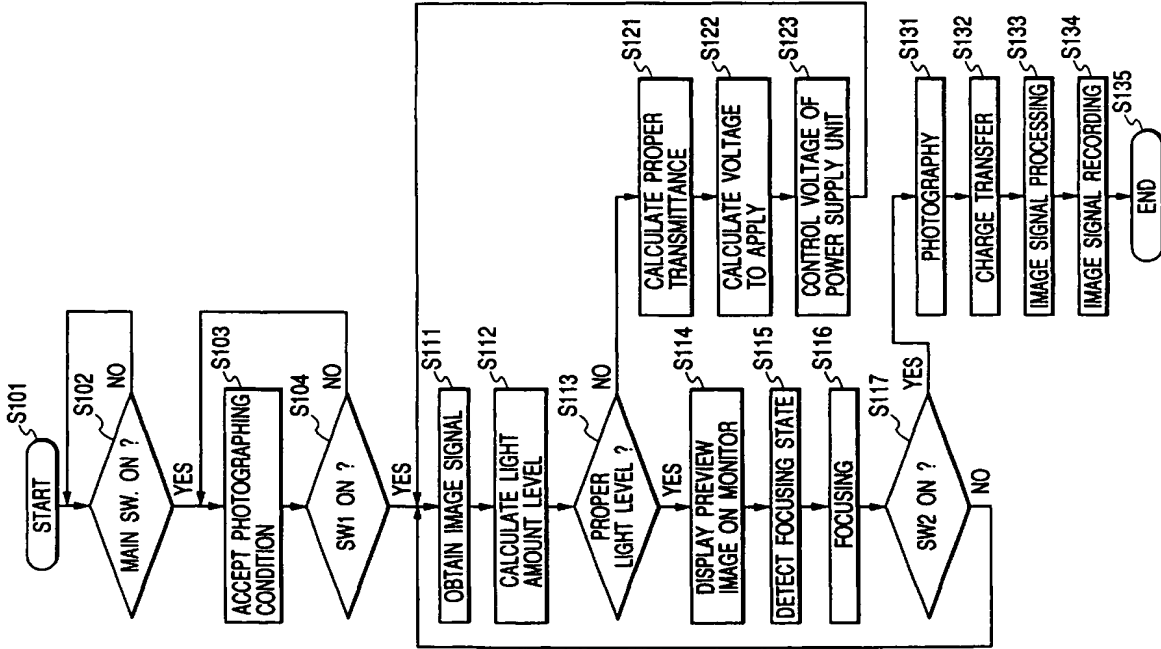 S101
START
S102
MAIN SW. ON ?
NO
YES
S103
ACCEPT PHOTOGRAPHING
CONDITION
S104
SW1 ON ?
NO
YES
S111
OBTAIN IMAGE SIGNAL
S112
CALCULATE LIGHT
AMOUNT LEVEL
S113
PROPER
LIGHT LEVEL ?
NO
YES
S114
DISPLAY PREVIEW
IMAGE ON MONITOR
S115
DETECT FOCUSING STATE
S116
FOCUSING
S117
SW2 ON ?
YES
NO
S121
CALCULATE PROPER
TRANSMITTANCE
S122
CALCULATE VOLTAGE
TO APPLY
S123
CONTROL VOLTAGE OF
POWER SUPPLY UNIT
S131
PHOTOGRAPHY
S132
CHARGE TRANSFER
S133
IMAGE SIGNAL PROCESSING
S134
IMAGE SIGNAL RECORDING
S135
END